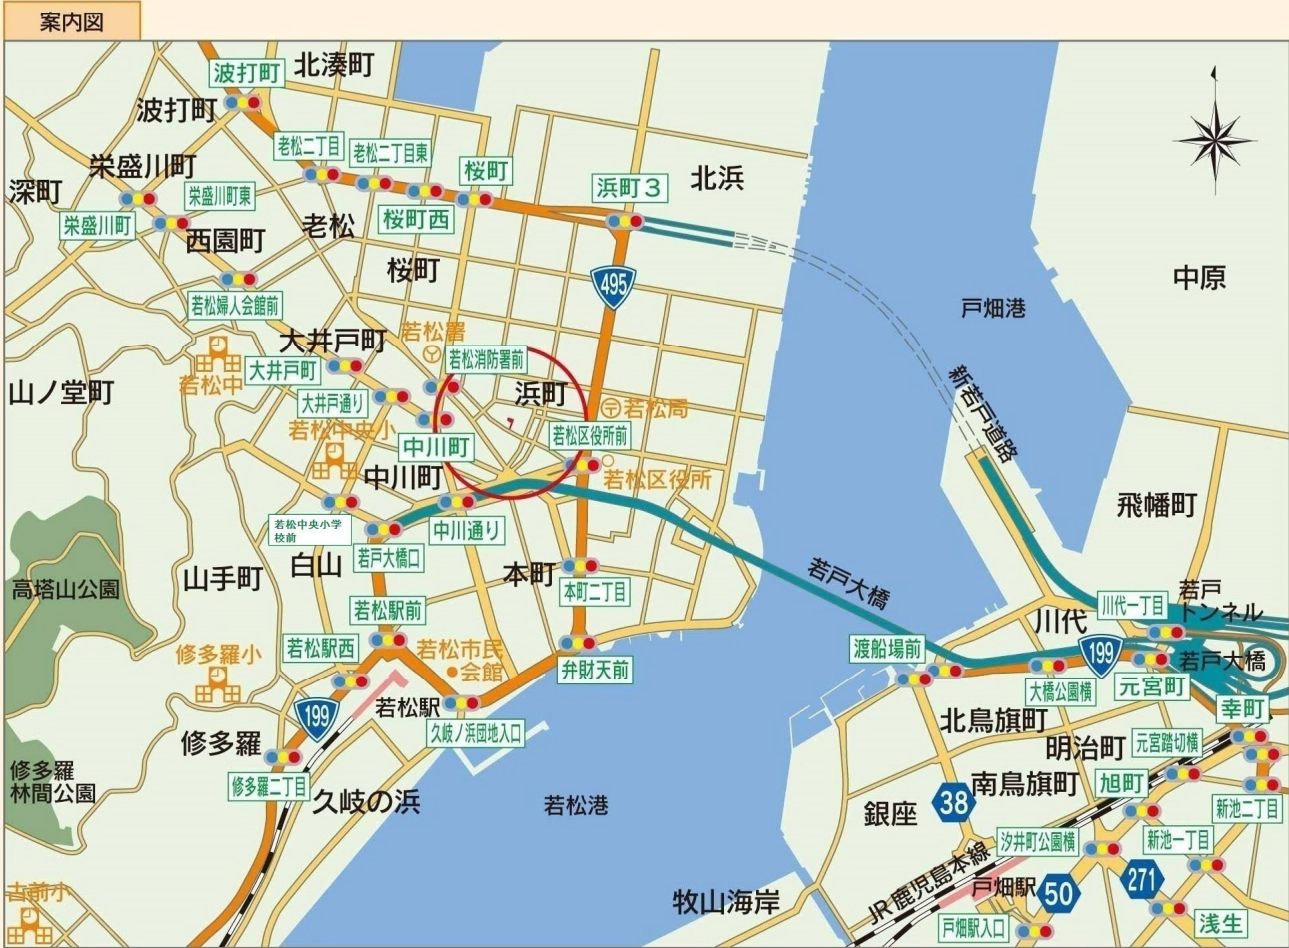 案内図
波打町
北湊町
波打町
老松二丁目
老松二丁目東
桜町
浜町3
北浜
栄盛川町
深町
栄盛川町東
栄盛川町
西園町
老松
桜町西
桜町
495
中原
戸畑港
若松婦人会館前
大井戸町
若松署
若松消防署前
若松中
大井戸町
山ノ堂町
大井戸通り
浜町
若松局
新若戸道路
若松中央小
中川町
若松区役所前
中川町
若松区役所
飛幡町
若松中央小学
校前
若戸大橋口
中川通り
白山
山手町
本町
本町二丁目
若戸大橋
高塔山公園
若松駅前
川代一丁目
若戸
トンネル
川代
199
若戸大橋
修多羅小
若松駅西
若松市民
会館
弁財天前
渡船場前
大橋公園横
元宮町
幸町
199
若松駅
久岐ノ浜団地入口
北鳥旗町
明治町
元宮踏切横
修多羅
修多羅二丁目
久岐の浜
若松港
修多羅
林間公園
銀座
38
南鳥旗町
旭町
新池二丁目
汐井町公園横
新池一丁目
JR鹿児島本線
戸畑駅
50
271
古前小
牧山海岸
戸畑駅入口
浅生